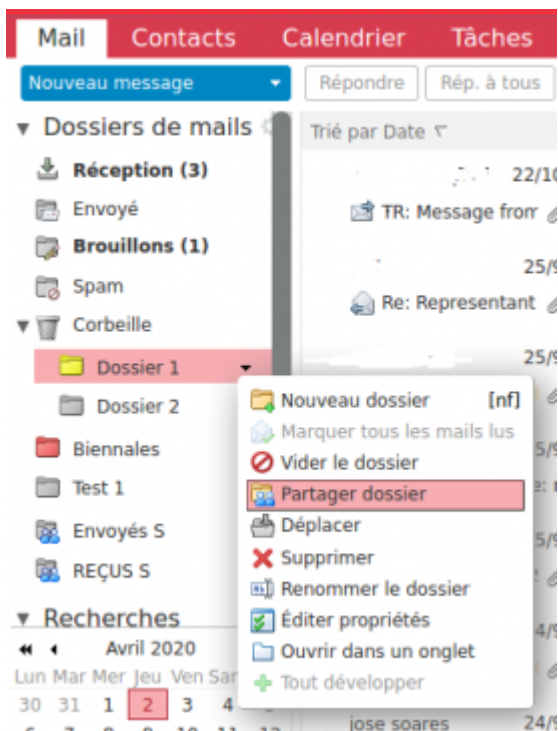 Mail Contacts Calendrier Tâches
Nouveau message Répondre Rép. à tous
Dossiers de mails
Réception (3)
Envoyé
Brouillons (1)
Spam
Corbeille
Dossier 1
Dossier 2
Biennales
Test 1
Envoyés S
REÇUS S
Recherches
Avril 2020
Lun Mar Mer Jeu Ven Sam
30 31 1 2 3 4
Trié par Date
22/10
TR: Message from
25/9
Re: Representant
25/9
Nouveau dossier [nf]
Marquer tous les mails lus
Vider le dossier
Partager dossier
Déplacer
Supprimer
Renommer le dossier
Éditer propriétés
Ouvrir dans un onglet
Tout développer
jose soares 24/9